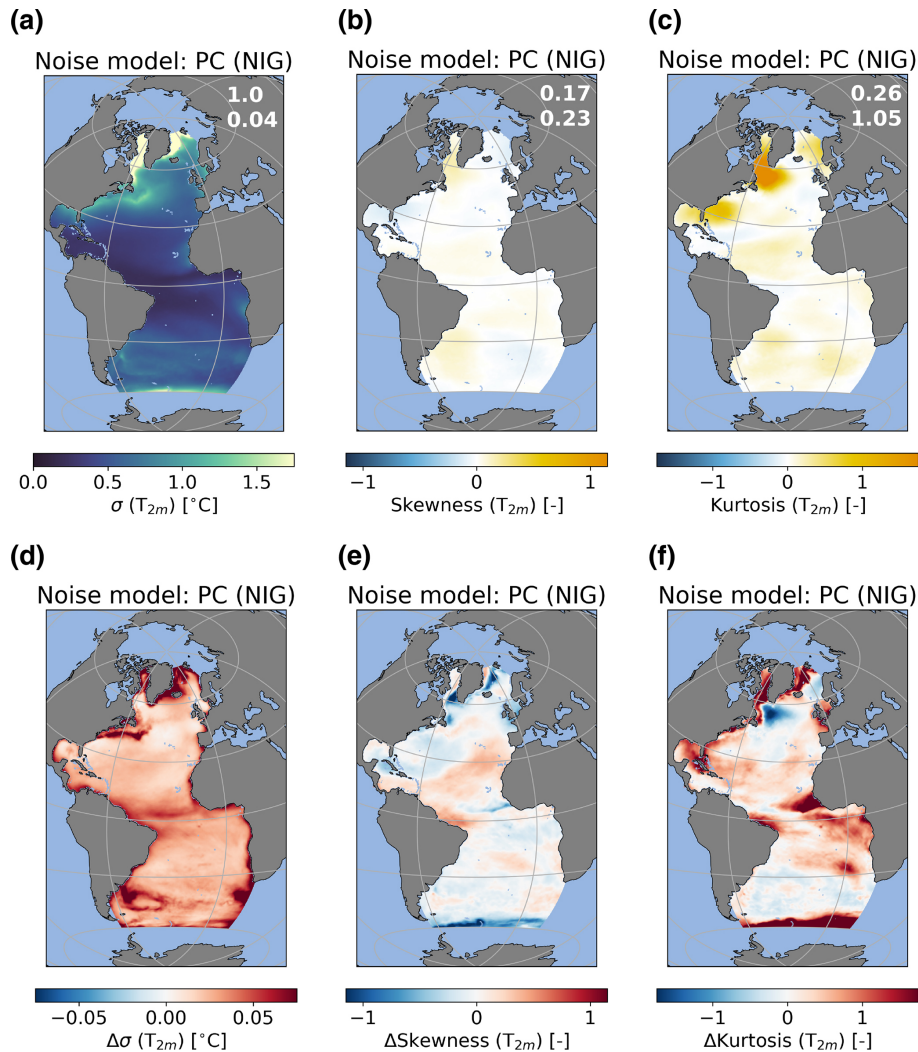 (a) (b) (c)
Noise model: PC (NIG) Noise model: PC (NIG) Noise model: PC (NIG)
1.0 0.17 0.26
0.04 0.23 1.05
0.0 0.5 1.0 1.5 −1 0 1 −1 0 1
σ (T₂ₘ) [°C] Skewness (T₂ₘ) [-] Kurtosis (T₂ₘ) [-]
(d) (e) (f)
Noise model: PC (NIG) Noise model: PC (NIG) Noise model: PC (NIG)
−0.05 0.00 0.05 −1 0 1 −1 0 1
Δσ (T₂ₘ) [°C] ΔSkewness (T₂ₘ) [-] ΔKurtosis (T₂ₘ) [-]